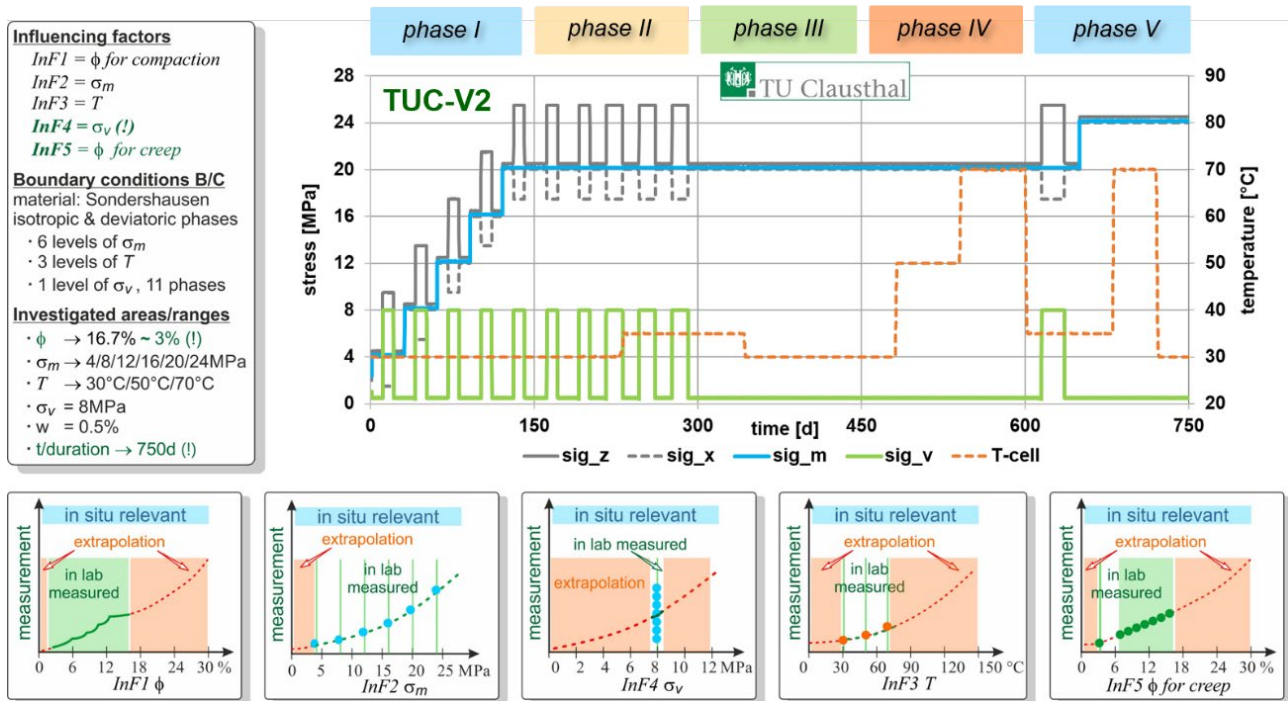 phase I
phase II
phase III
phase IV
phase V
Influencing factors
InF1 = ϕ for compaction
InF2 = σm
InF3 = T
InF4 = σv (!)
InF5 = ϕ for creep
Boundary conditions B/C
material: Sondershausen
isotropic & deviatoric phases
· 6 levels of σm
· 3 levels of T
· 1 level of σv , 11 phases
Investigated areas/ranges
· ϕ → 16.7% ~ 3% (!)
· σm → 4/8/12/16/20/24MPa
· T → 30°C/50°C/70°C
· σv = 8MPa
· w = 0.5%
· t/duration → 750d (!)
TUC-V2
TU Clausthal
stress [MPa]
28
24
20
16
12
8
4
0
temperature [°C]
90
80
70
60
50
40
30
20
0 150 300 450 600 750
time [d]
sig_z sig_x sig_m sig_v T-cell
measurement
in situ relevant
extrapolation
in lab
measured
0 6 12 18 24 30 %
InF1 ϕ
measurement
in situ relevant
extrapolation
in lab measured
0 5 10 15 20 25 MPa
InF2 σm
measurement
in situ relevant
in lab measured
extrapolation
0 2 4 6 8 10 12 MPa
InF4 σv
measurement
in situ relevant
extrapolation
in lab
measured
0 30 60 90 150 °C
InF3 T
measurement
in situ relevant
extrapolation
in lab
measured
0 6 12 18 24 30 %
InF5 ϕ for creep